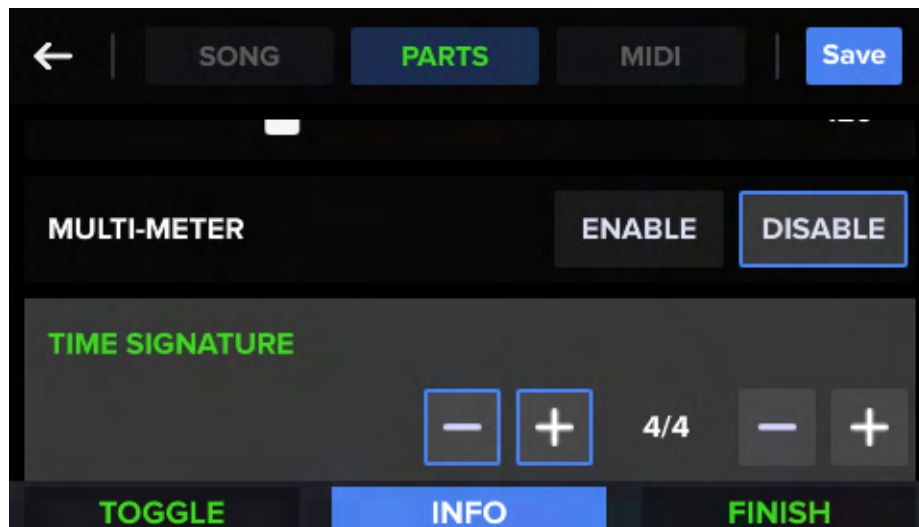 SONG PARTS MIDI Save
MULTI-METER ENABLE DISABLE
TIME SIGNATURE
4/4
TOGGLE INFO FINISH